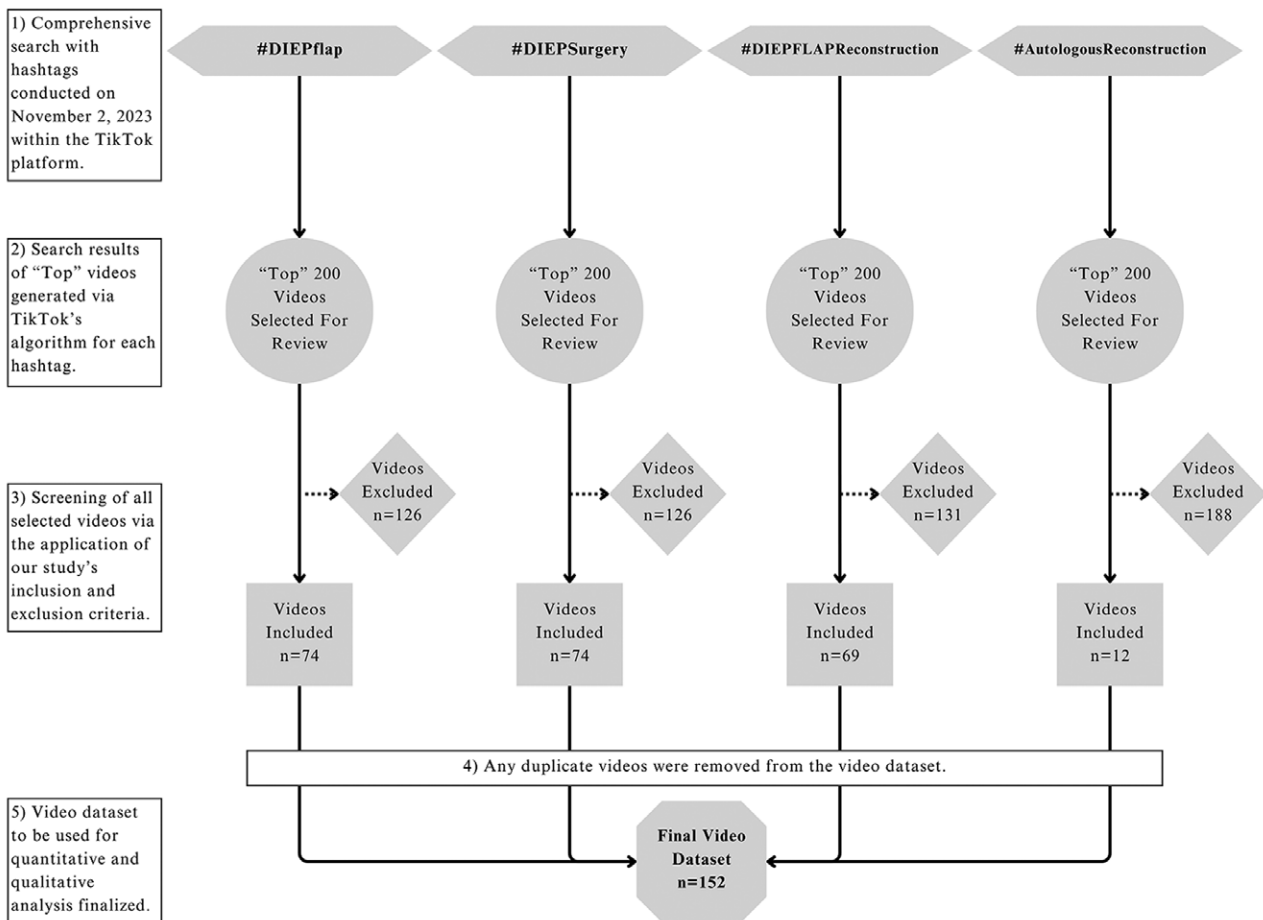 1) Comprehensive
search with
hashtags
conducted on
November 2, 2023
within the TikTok
platform.
#DIEPflap
#DIEPSurgery
#DIEPFLAPReconstruction
#AutologousReconstruction
2) Search results
of “Top” videos
generated via
TikTok’s
algorithm for each
hashtag.
“Top” 200
Videos
Selected For
Review
“Top” 200
Videos
Selected For
Review
“Top” 200
Videos
Selected For
Review
“Top” 200
Videos
Selected For
Review
3) Screening of all
selected videos via
the application of
our study’s
inclusion and
exclusion criteria.
Videos
Excluded
n=126
Videos
Excluded
n=126
Videos
Excluded
n=131
Videos
Excluded
n=188
Videos
Included
n=74
Videos
Included
n=74
Videos
Included
n=69
Videos
Included
n=12
4) Any duplicate videos were removed from the video dataset.
5) Video dataset
to be used for
quantitative and
qualitative
analysis finalized.
Final Video
Dataset
n=152